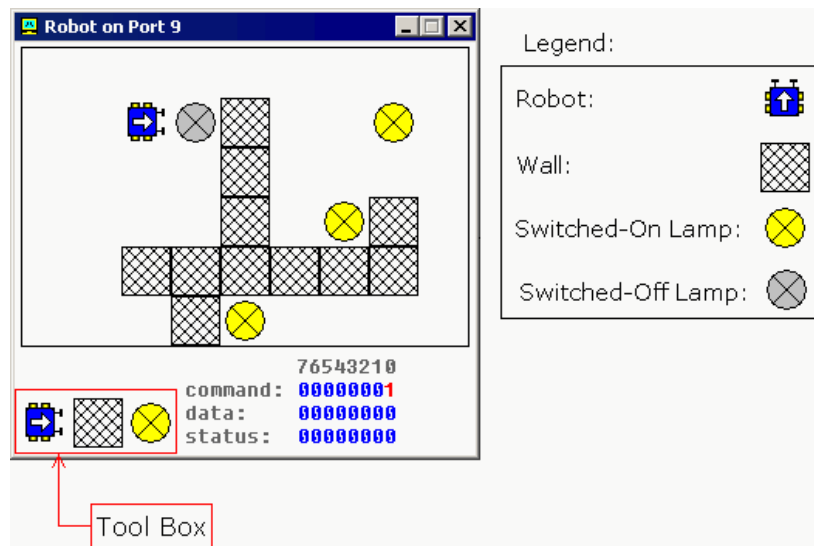 Robot on Port 9
Legend:
Robot:
Wall:
Switched-On Lamp:
Switched-Off Lamp:
76543210
command: 00000001
data: 00000000
status: 00000000
Tool Box